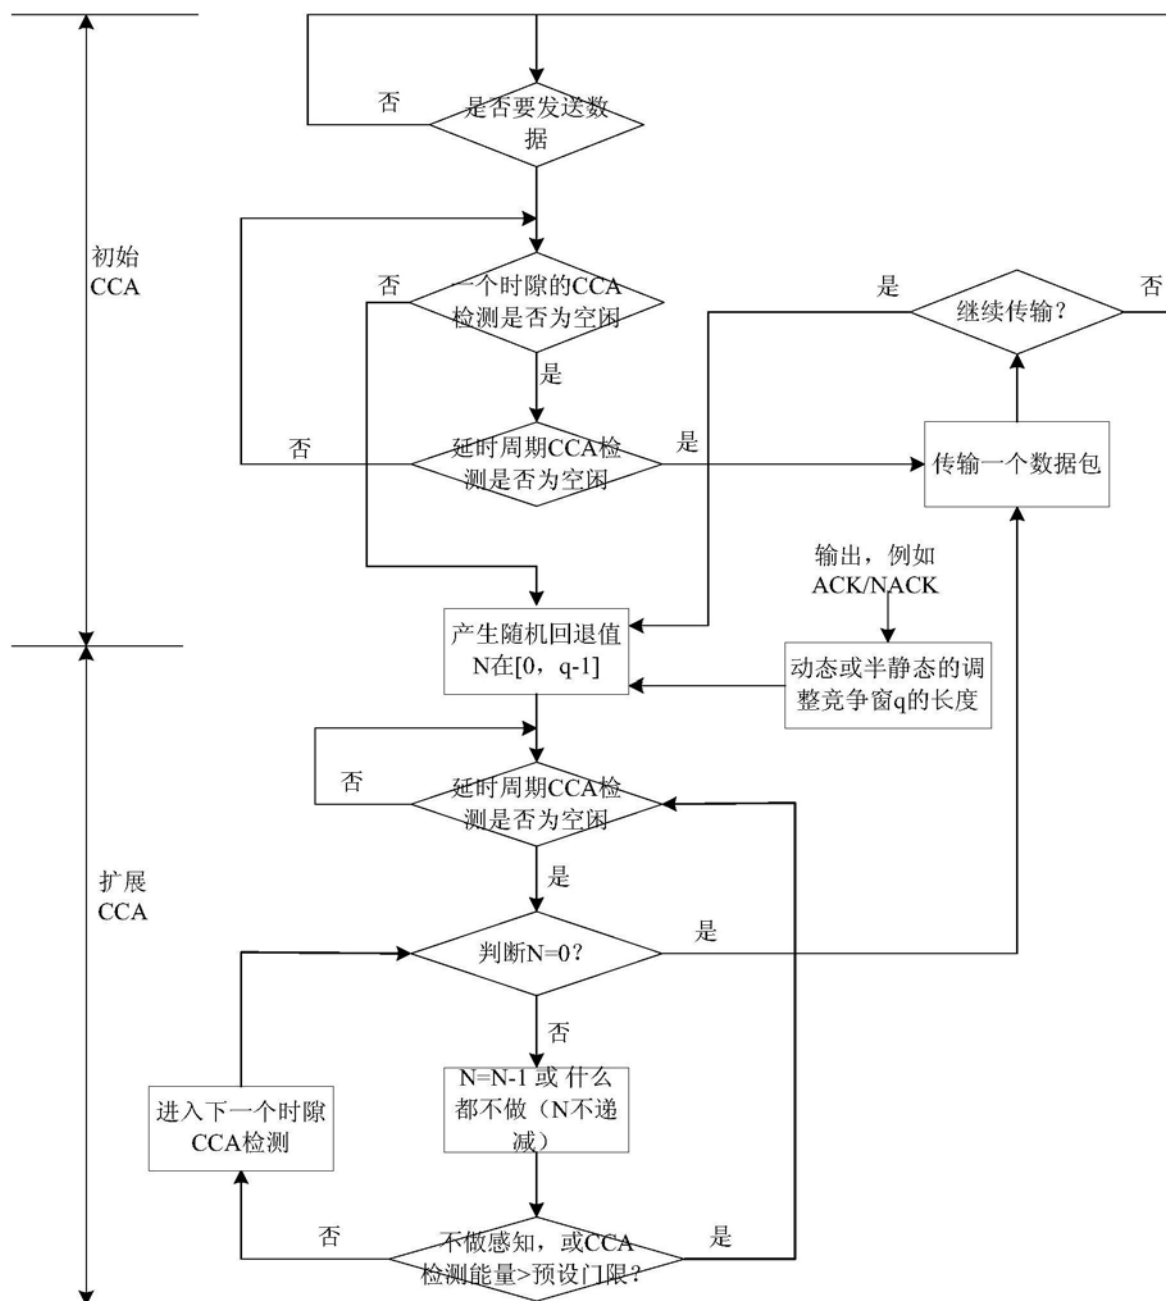 否
是否要发送数
据
初始
CCA
否
一个时隙的CCA
检测是否为空闲
是
继续传输？
否
是
否
延时周期CCA检
测是否为空闲
是
传输一个数据包
输出，例如
ACK/NACK
产生随机回退值
N在[0，q-1]
动态或半静态的调
整竞争窗q的长度
否
延时周期CCA检
测是否为空闲
是
扩展
CCA
判断N=0？
是
否
N=N-1 或 什么
都不做（N不递
减）
进入下一个时隙
CCA检测
否
不做感知，或CCA
检测能量>预设门限？
是